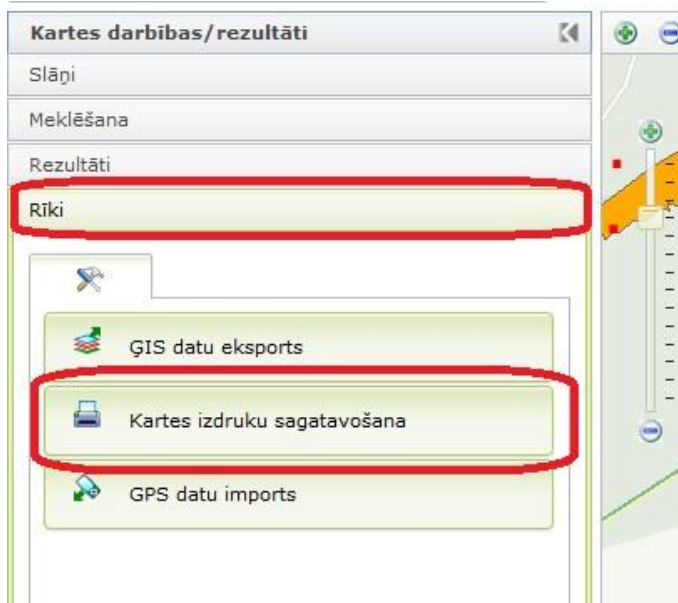 Kartes darbības/rezultāti
Slāņi
Meklēšana
Rezultāti
Rīki
ĢIS datu eksports
Kartes izdruku sagatavošana
GPS datu imports